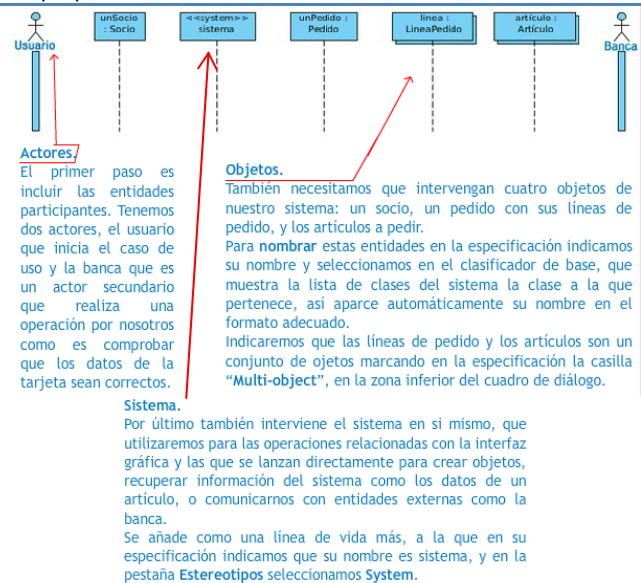 unSocio
: Socio
<<system>>
sistema
unPedido :
Pedido
linea :
LineaPedido
artículo :
Artículo
Usuario
Banca
Actores.
El primer paso es
incluir las entidades
participantes. Tenemos
dos actores, el usuario
que inicia el caso de
uso y la banca que es
un actor secundario
que realiza una
operación por nosotros
como es comprobar
que los datos de la
tarjeta sean correctos.
Objetos.
También necesitamos que intervengan cuatro objetos de
nuestro sistema: un socio, un pedido con sus líneas de
pedido, y los artículos a pedir.
Para nombrar estas entidades en la especificación indicamos
su nombre y seleccionamos en el clasificador de base, que
muestra la lista de clases del sistema la clase a la que
pertenece, así aparece automáticamente su nombre en el
formato adecuado.
Indicaremos que las líneas de pedido y los artículos son un
conjunto de ojetos marcando en la especificación la casilla
“Multi-object”, en la zona inferior del cuadro de diálogo.
Sistema.
Por último también interviene el sistema en si mismo, que
utilizaremos para las operaciones relacionadas con la interfaz
gráfica y las que se lanzan directamente para crear objetos,
recuperar información del sistema como los datos de un
artículo, o comunicarnos con entidades externas como la
banca.
Se añade como una línea de vida más, a la que en su
especificación indicamos que su nombre es sistema, y en la
pestaña Estereotipos seleccionamos System.